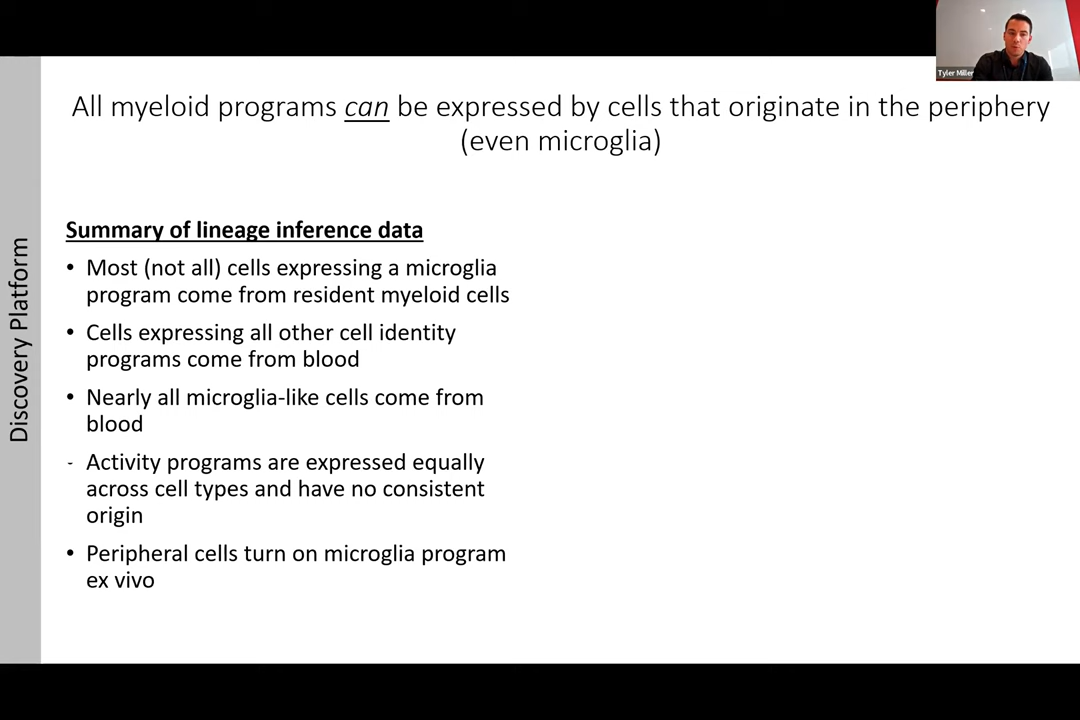 Tyler Miller
All myeloid programs can be expressed by cells that originate in the periphery
(even microglia)
Discovery Platform
Summary of lineage inference data
• Most (not all) cells expressing a microglia
program come from resident myeloid cells
• Cells expressing all other cell identity
programs come from blood
• Nearly all microglia-like cells come from
blood
- Activity programs are expressed equally
across cell types and have no consistent
origin
• Peripheral cells turn on microglia program
ex vivo